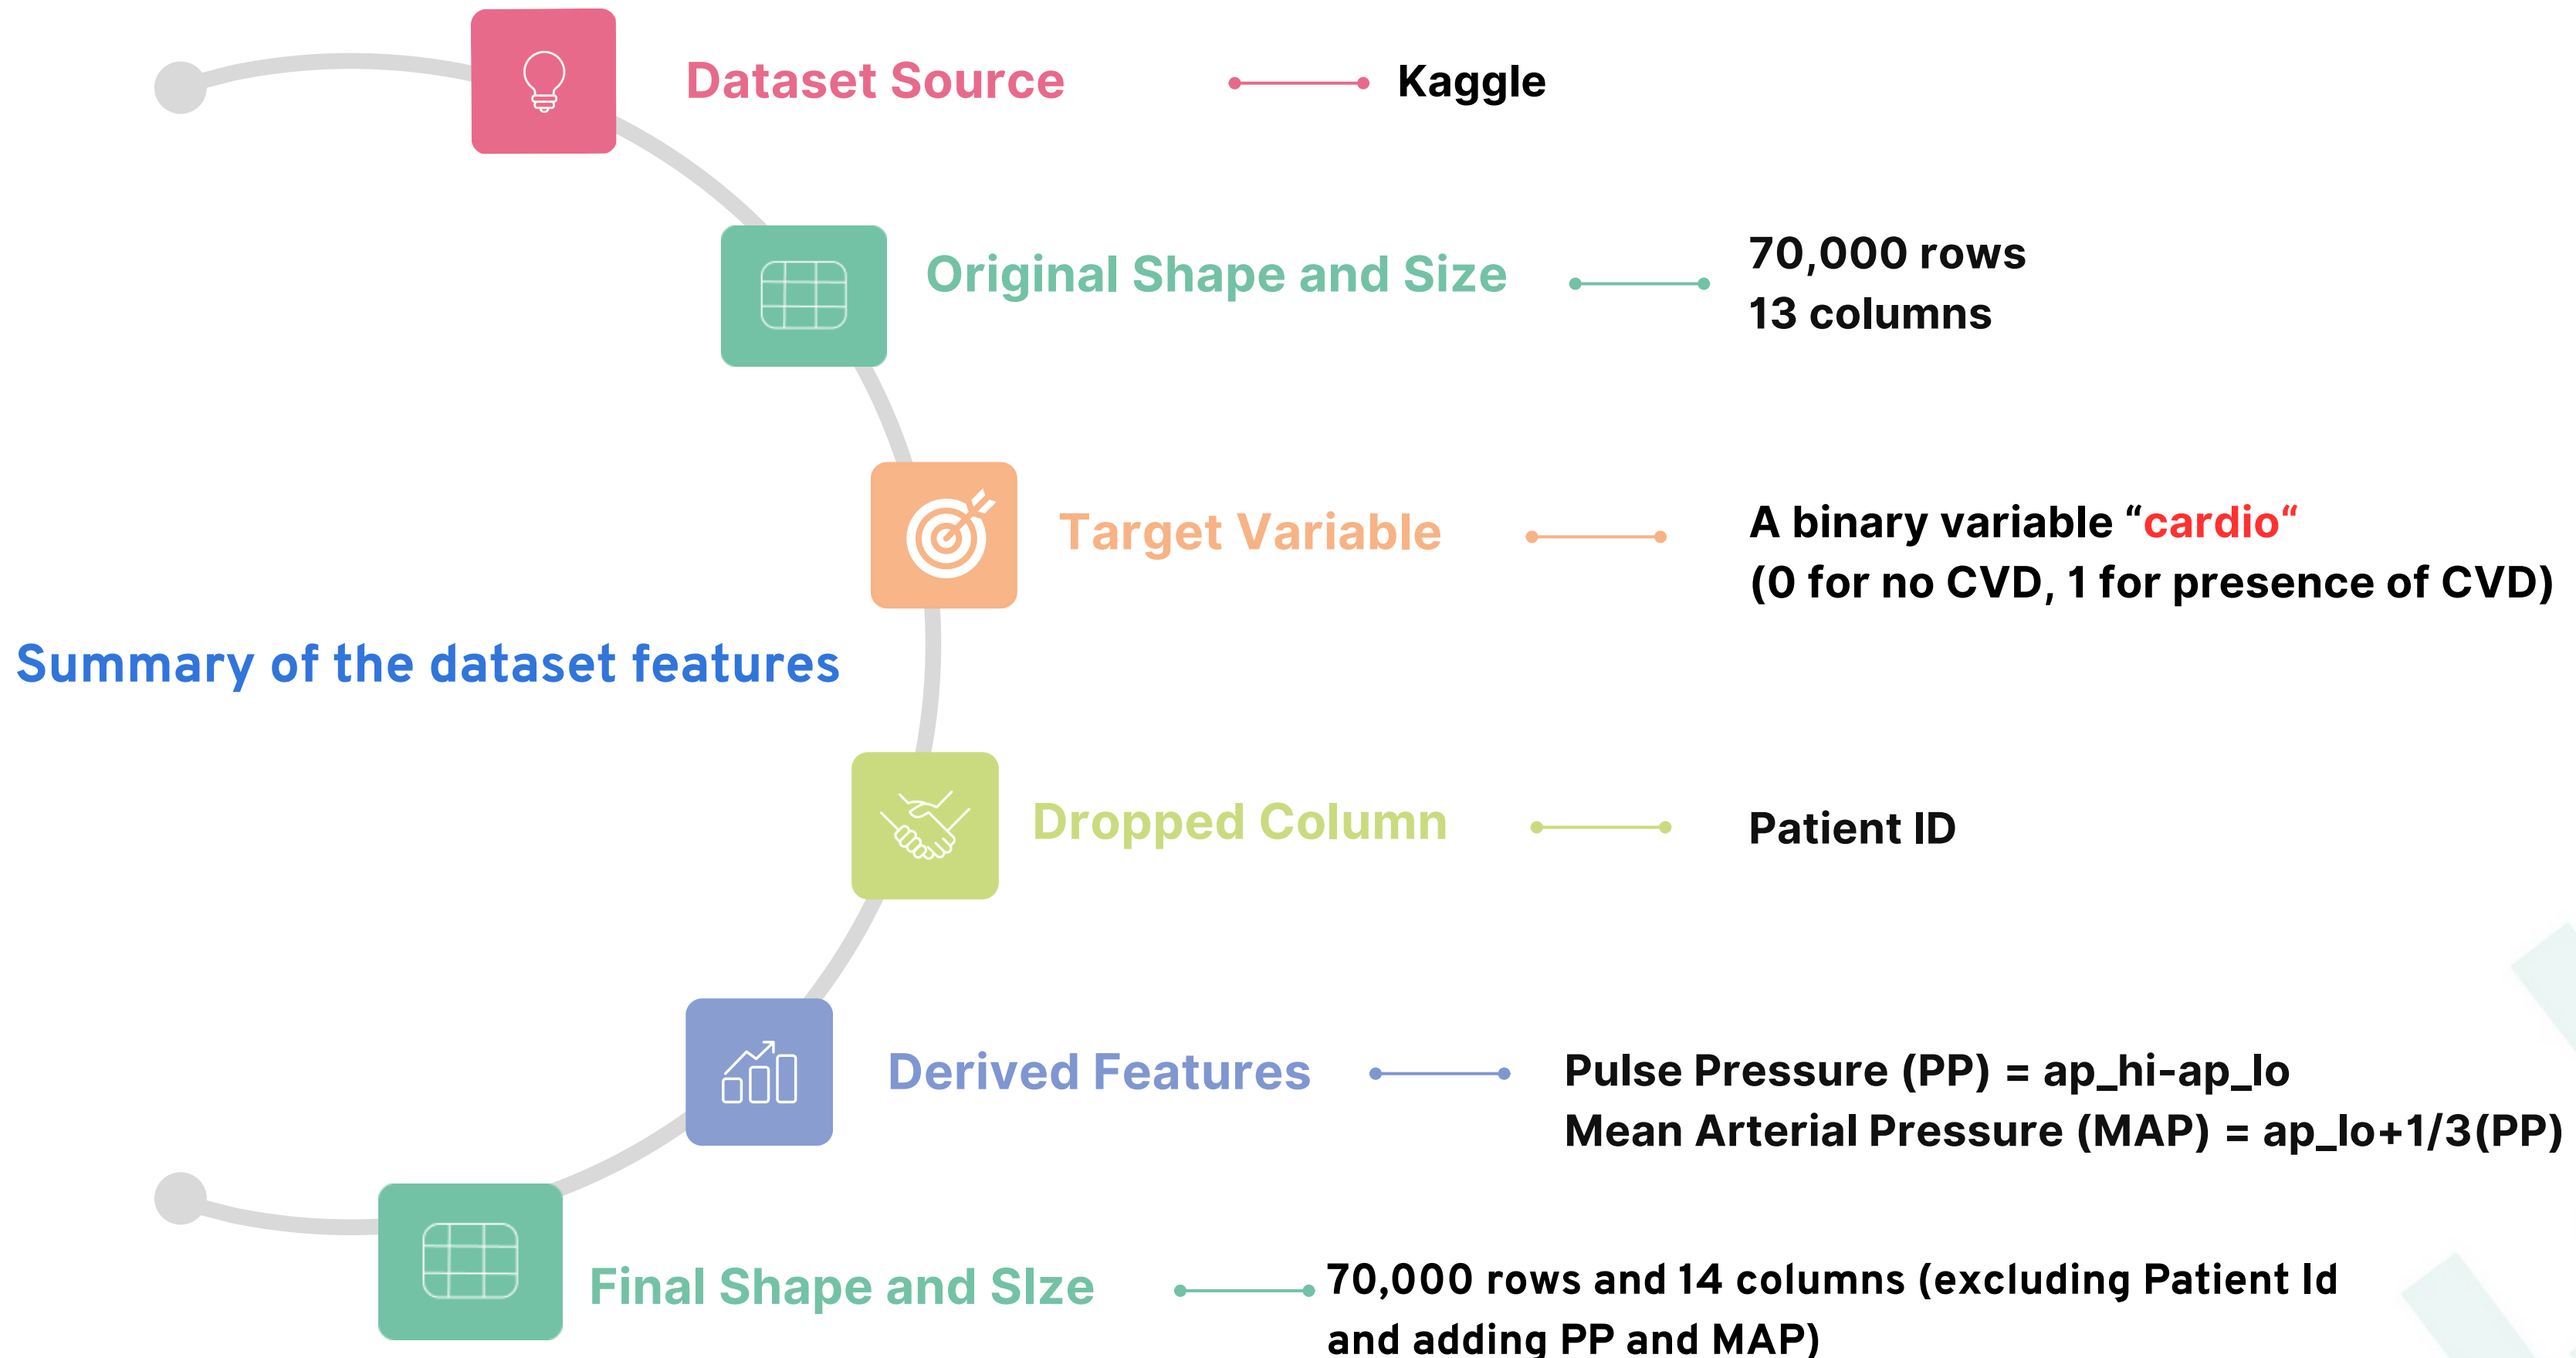 Dataset Source
Kaggle
Original Shape and Size
70,000 rows
13 columns
Target Variable
A binary variable “cardio“
(0 for no CVD, 1 for presence of CVD)
Summary of the dataset features
Dropped Column
Patient ID
Derived Features
Pulse Pressure (PP) = ap_hi-ap_lo
Mean Arterial Pressure (MAP) = ap_lo+1/3(PP)
Final Shape and SIze
70,000 rows and 14 columns (excluding Patient Id
and adding PP and MAP)